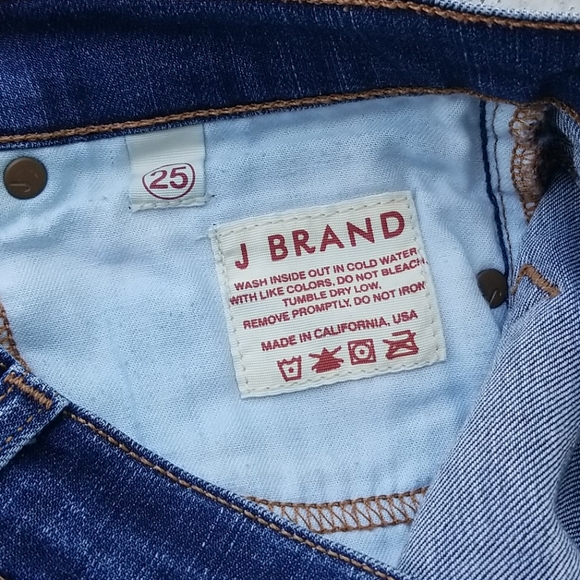 25
J BRAND
WASH INSIDE OUT IN COLD WATER
WITH LIKE COLORS, DO NOT BLEACH.
TUMBLE DRY LOW.
REMOVE PROMPTLY, DO NOT IRON
MADE IN CALIFORNIA, USA